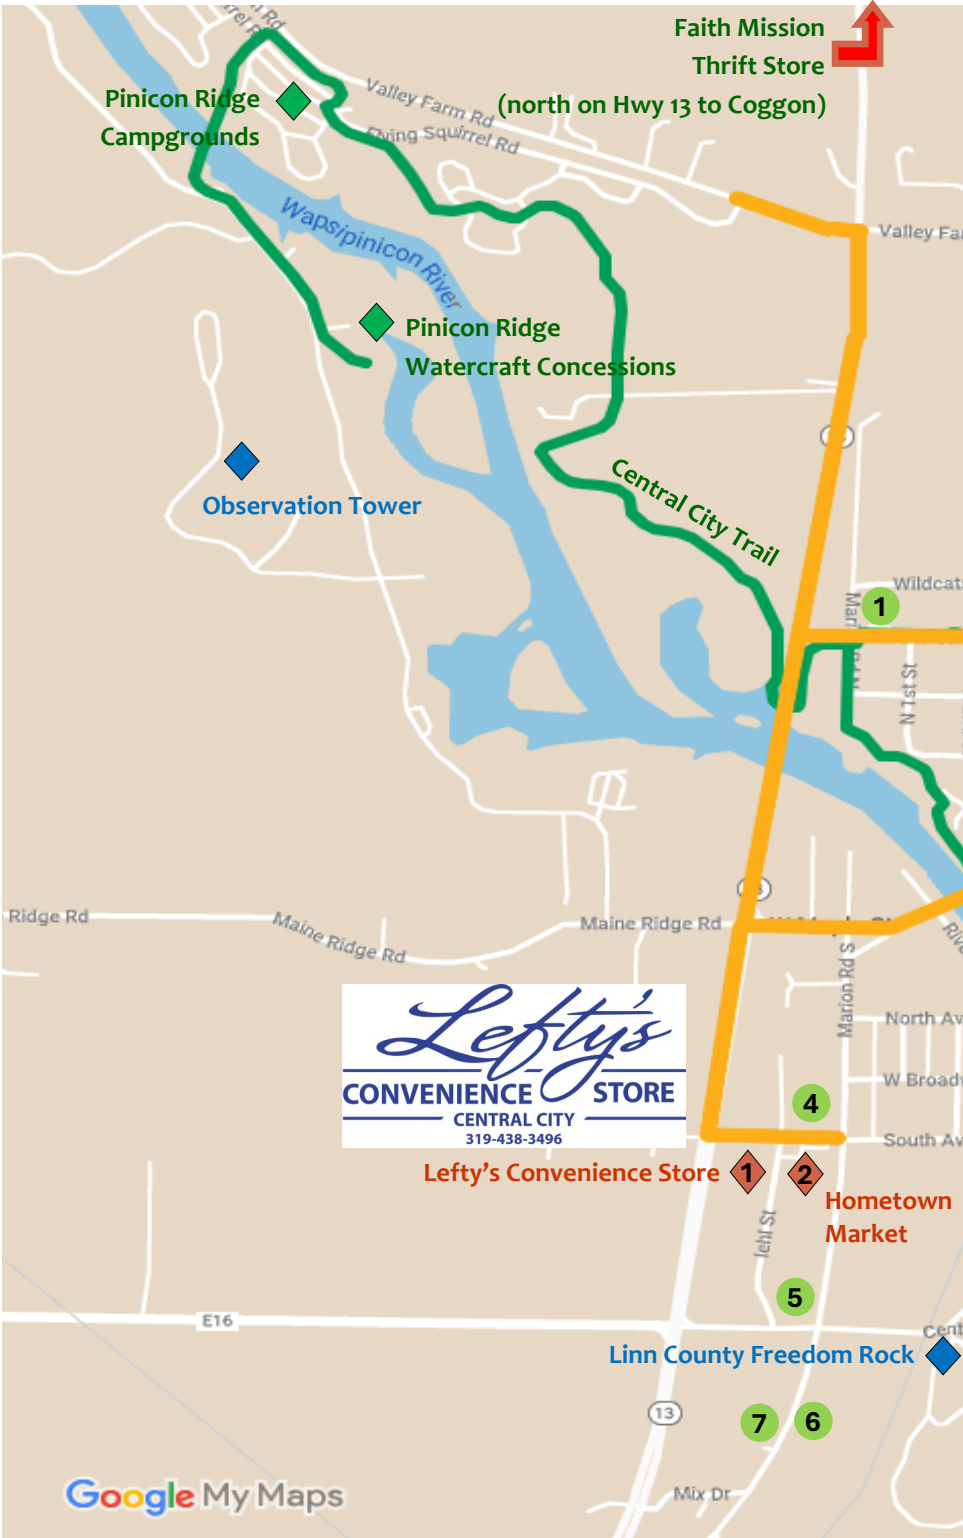 Faith Mission
Thrift Store
(north on Hwy 13 to Coggon)
Rd
Pinicon Ridge
Campgrounds
Valley Farm Rd
Flying Squirrel Rd
Valley Fa
Wapsipinicon River
Pinicon Ridge
Watercraft Concessions
Observation Tower
Central City Trail
Wildcat
1
N 1st St
Ridge Rd
Maine Ridge Rd
Maine Ridge Rd
Marion Rd S
North Av
W Broad
South Av
Lefty's
CONVENIENCE STORE
CENTRAL CITY
319-438-3496
4
Lefty's Convenience Store
1
2
Hometown
Market
Iehl St
5
E16
Cent
Linn County Freedom Rock
13
7
6
Mix Dr
Google My Maps